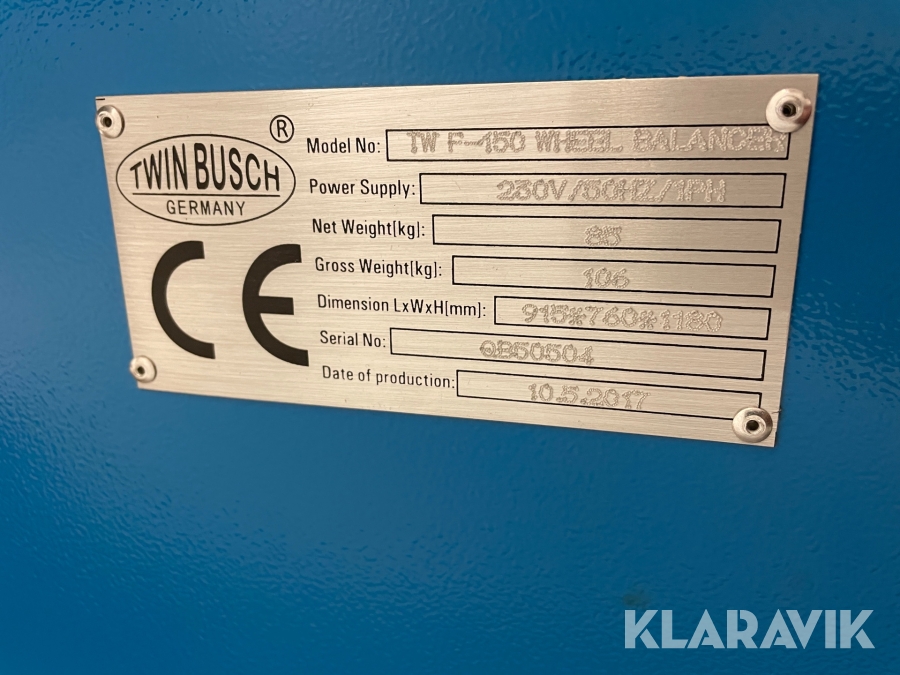 TWIN BUSCH ®
GERMANY
CE
Model No: TW F-150 WHEEL BALANCER
Power Supply: 230V/50HZ/1PH
Net Weight[kg]: 85
Gross Weight[kg]: 106
Dimension LxWxH[mm]: 915*760*1180
Serial No: QB50504
Date of production: 10.5.2017
KLARAVIK